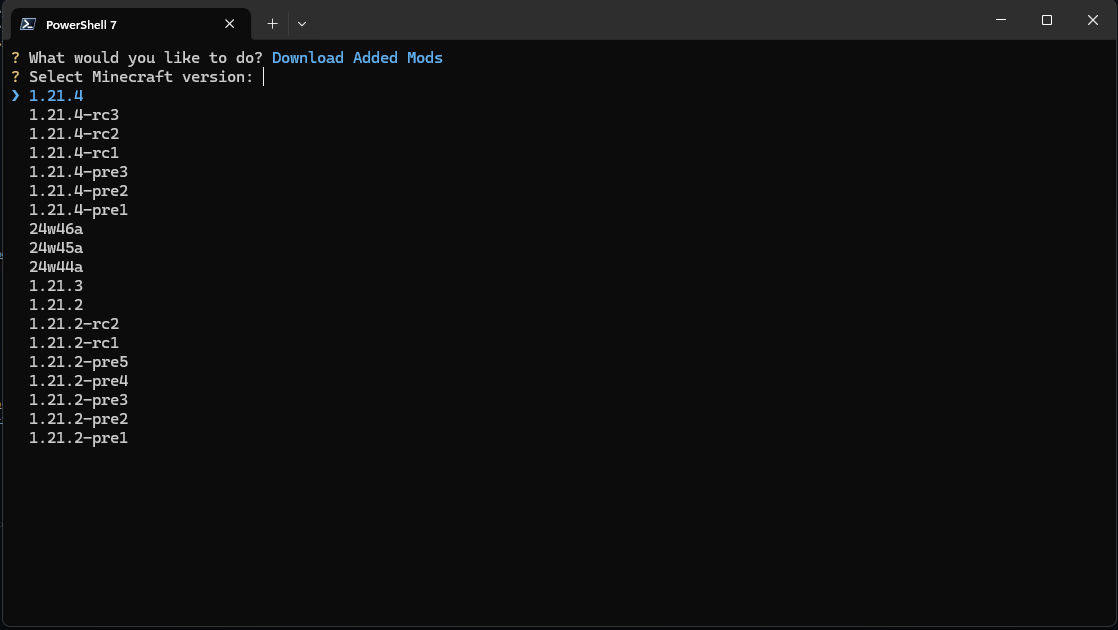 PowerShell 7
? What would you like to do? Download Added Mods
? Select Minecraft version:
❯ 1.21.4
1.21.4-rc3
1.21.4-rc2
1.21.4-rc1
1.21.4-pre3
1.21.4-pre2
1.21.4-pre1
24w46a
24w45a
24w44a
1.21.3
1.21.2
1.21.2-rc2
1.21.2-rc1
1.21.2-pre5
1.21.2-pre4
1.21.2-pre3
1.21.2-pre2
1.21.2-pre1